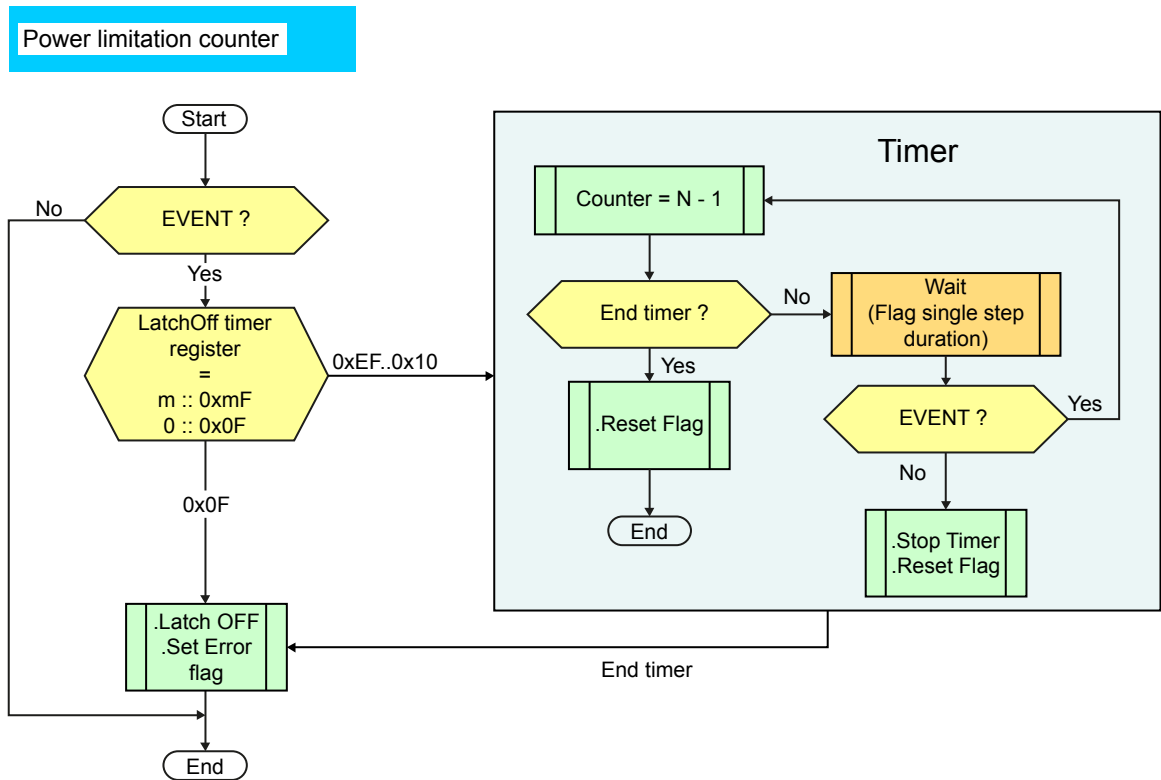 Power limitation counter
Start
EVENT ?
No
Yes
LatchOff timer
register
=
m :: 0xmF
0 :: 0x0F
0xEF..0x10
0x0F
.Latch OFF
.Set Error
flag
End
Timer
Counter = N - 1
End timer ?
No
Yes
.Reset Flag
End
Wait
(Flag single step
duration)
EVENT ?
Yes
No
.Stop Timer
.Reset Flag
End timer